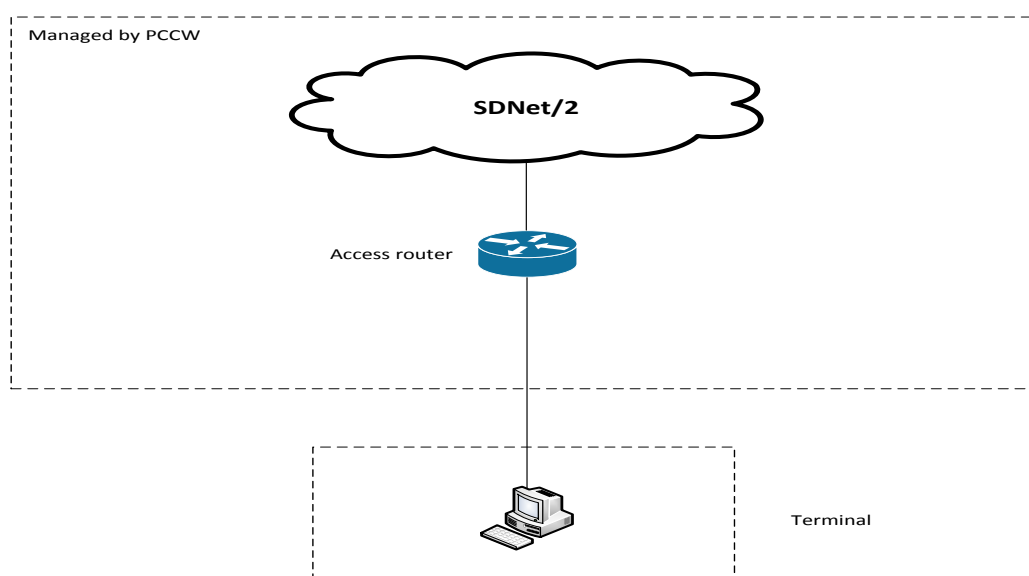 Managed by PCCW
SDNet/2
Access router
Terminal